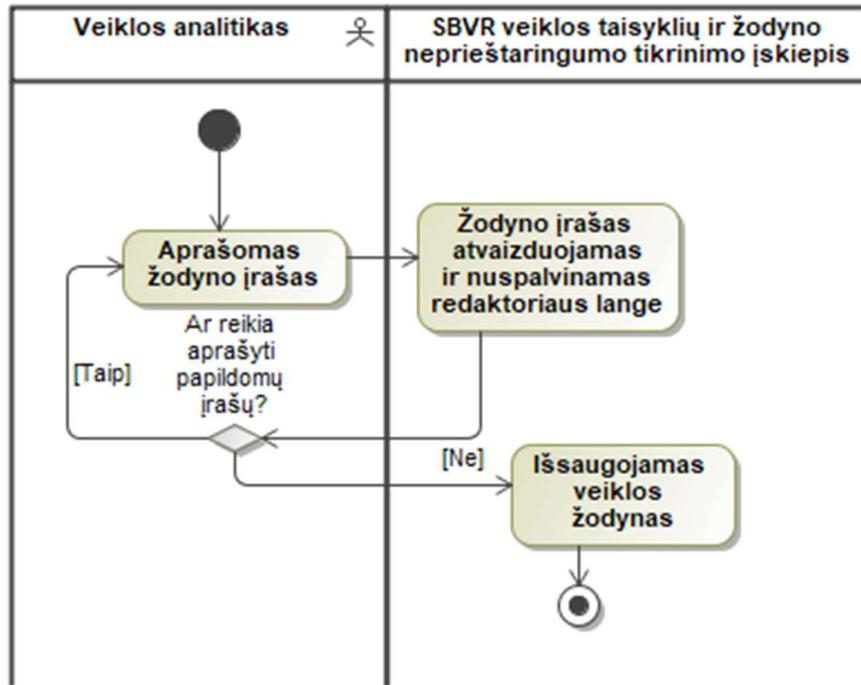 Veiklos analitikas
SBVR veiklos taisyklių ir žodyno
neprieštaringumo tikrinimo įskiepis
Aprašomas
žodyno įrašas
Žodyno įrašas
atvaizduojamas
ir nuspalvinamas
redaktoriaus lange
Ar reikia
aprašyti
papildomų
įrašų?
[Taip]
[Ne]
Išsaugojamas
veiklos
žodynas